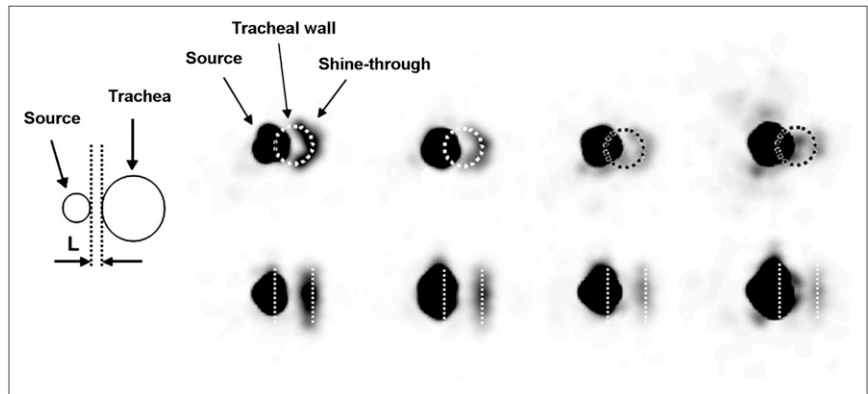 Tracheal wall
Source
Shine-through
Trachea
Source
L